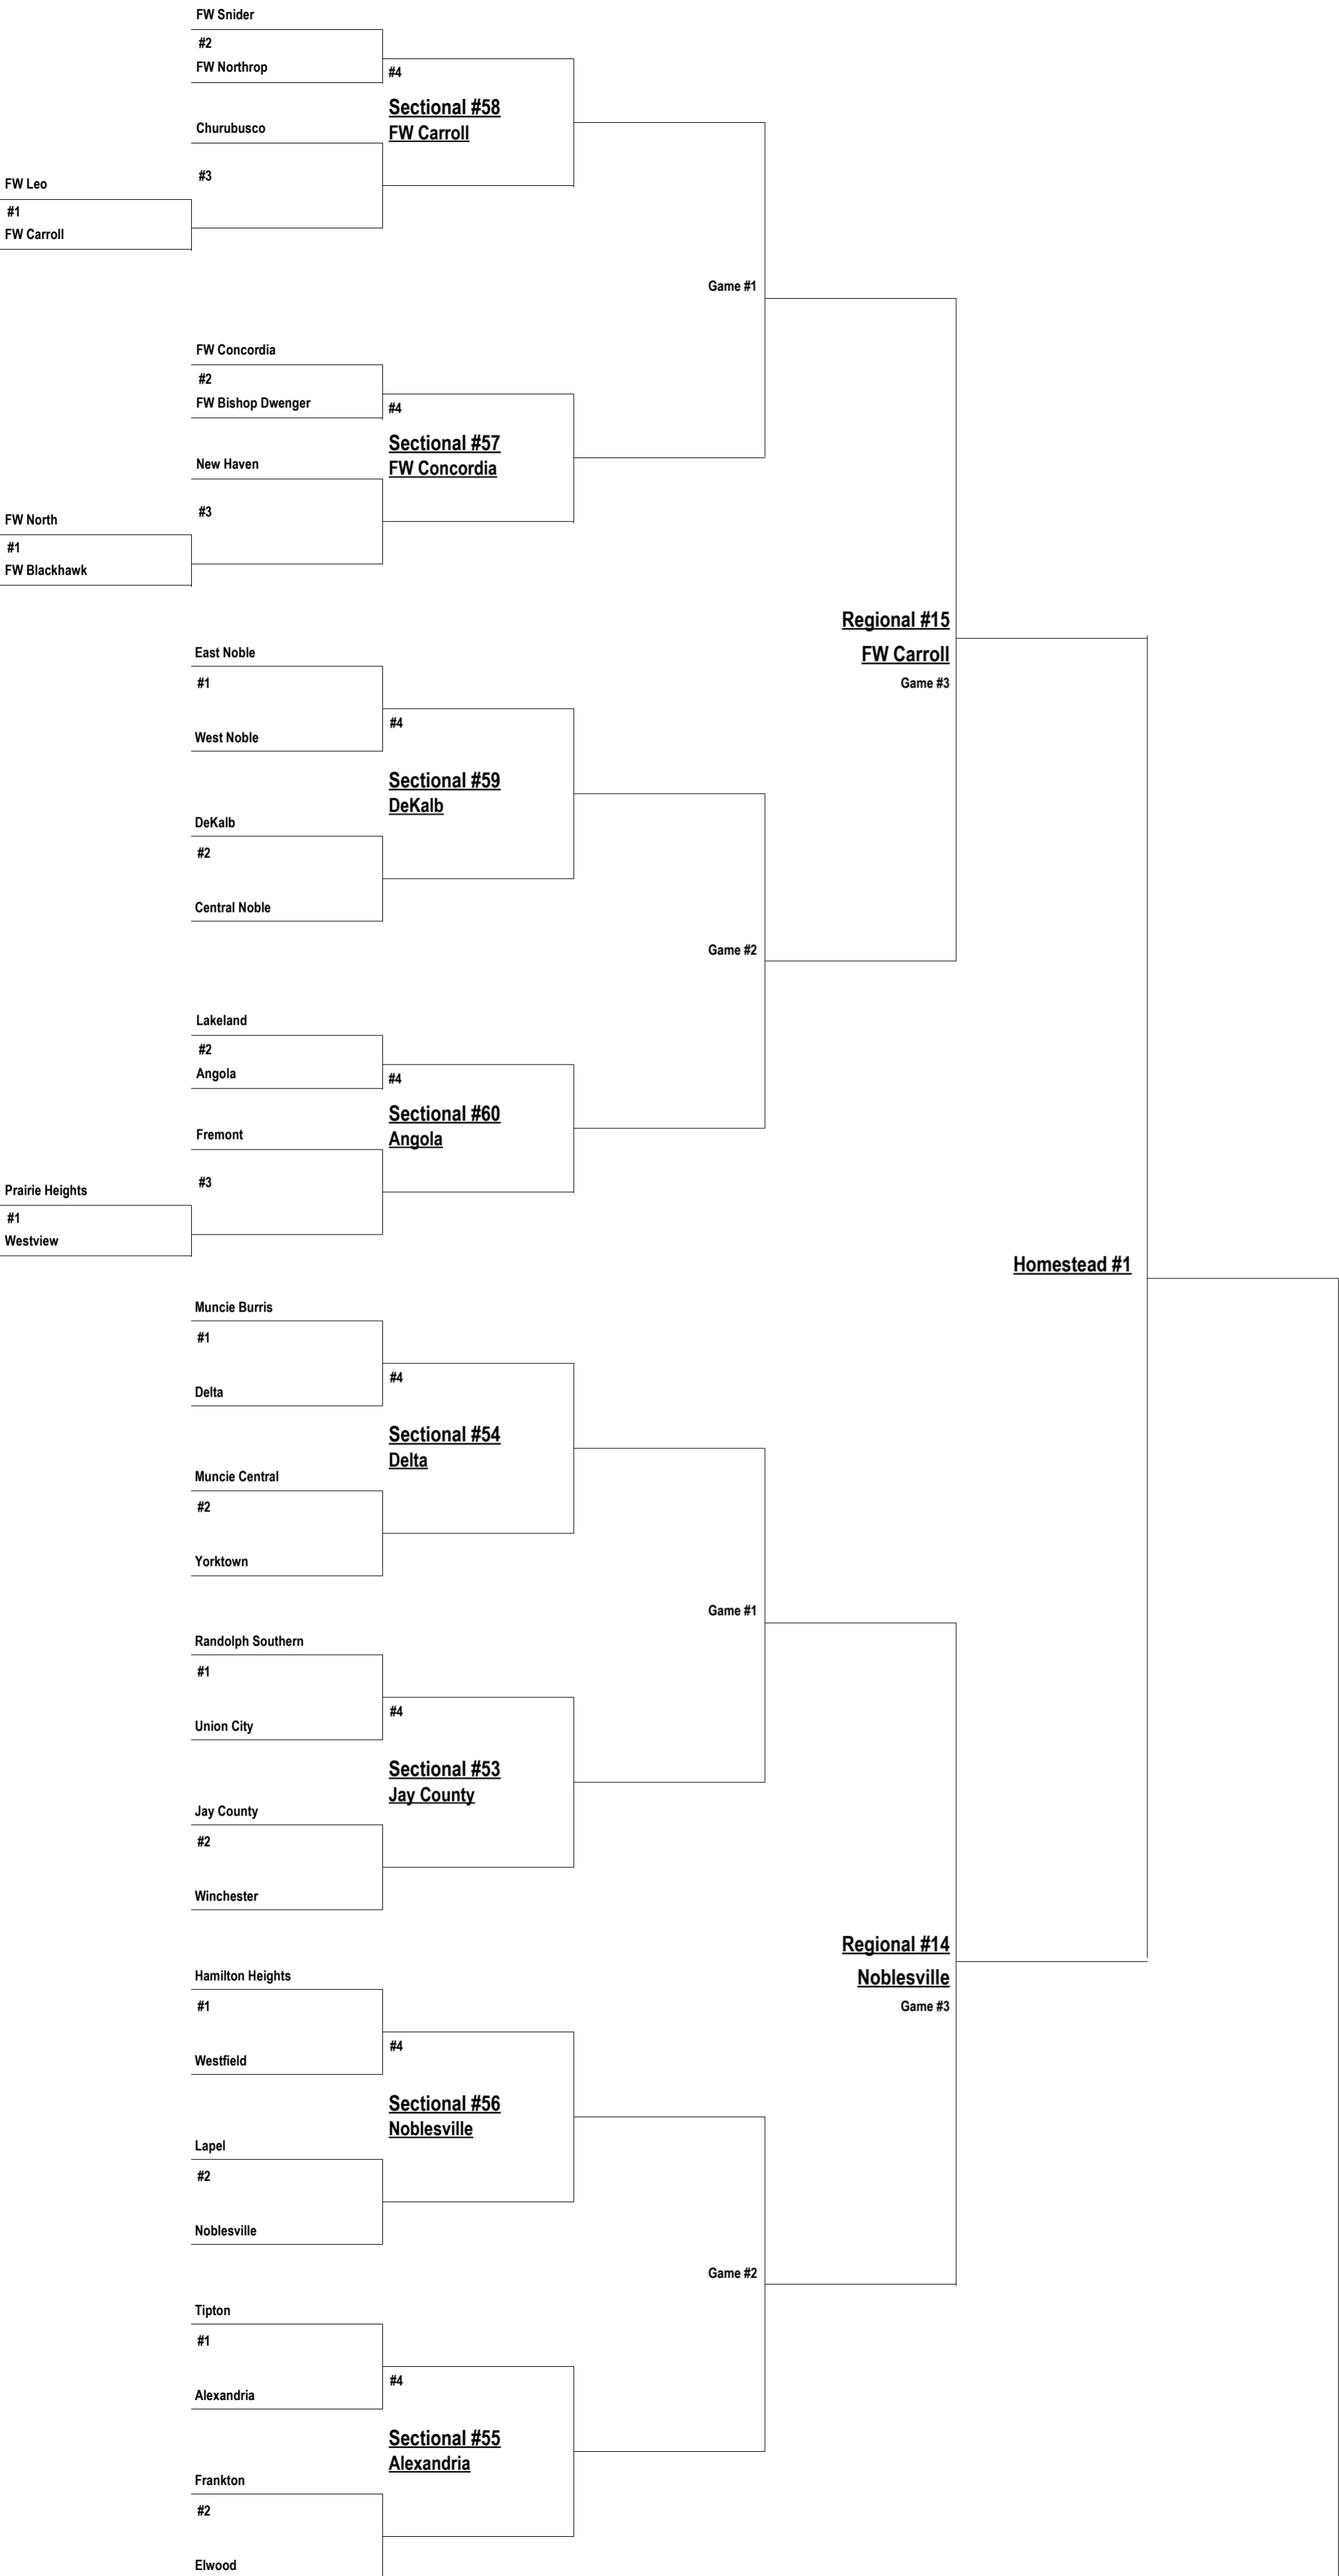 FW Snider
#2
FW Northrop
#4
Sectional #58
FW Carroll
Churubusco
#3
FW Leo
#1
FW Carroll
Game #1
FW Concordia
#2
FW Bishop Dwenger
#4
Sectional #57
FW Concordia
New Haven
#3
FW North
#1
FW Blackhawk
Regional #15
FW Carroll
Game #3
East Noble
#1
West Noble
#4
Sectional #59
DeKalb
DeKalb
#2
Central Noble
Game #2
Lakeland
#2
Angola
#4
Sectional #60
Angola
Fremont
#3
Prairie Heights
#1
Westview
Homestead #1
Muncie Burris
#1
Delta
#4
Sectional #54
Delta
Muncie Central
#2
Yorktown
Game #1
Randolph Southern
#1
Union City
#4
Sectional #53
Jay County
Jay County
#2
Winchester
Regional #14
Noblesville
Game #3
Hamilton Heights
#1
Westfield
#4
Sectional #56
Noblesville
Lapel
#2
Noblesville
Game #2
Tipton
#1
Alexandria
#4
Sectional #55
Alexandria
Frankton
#2
Elwood